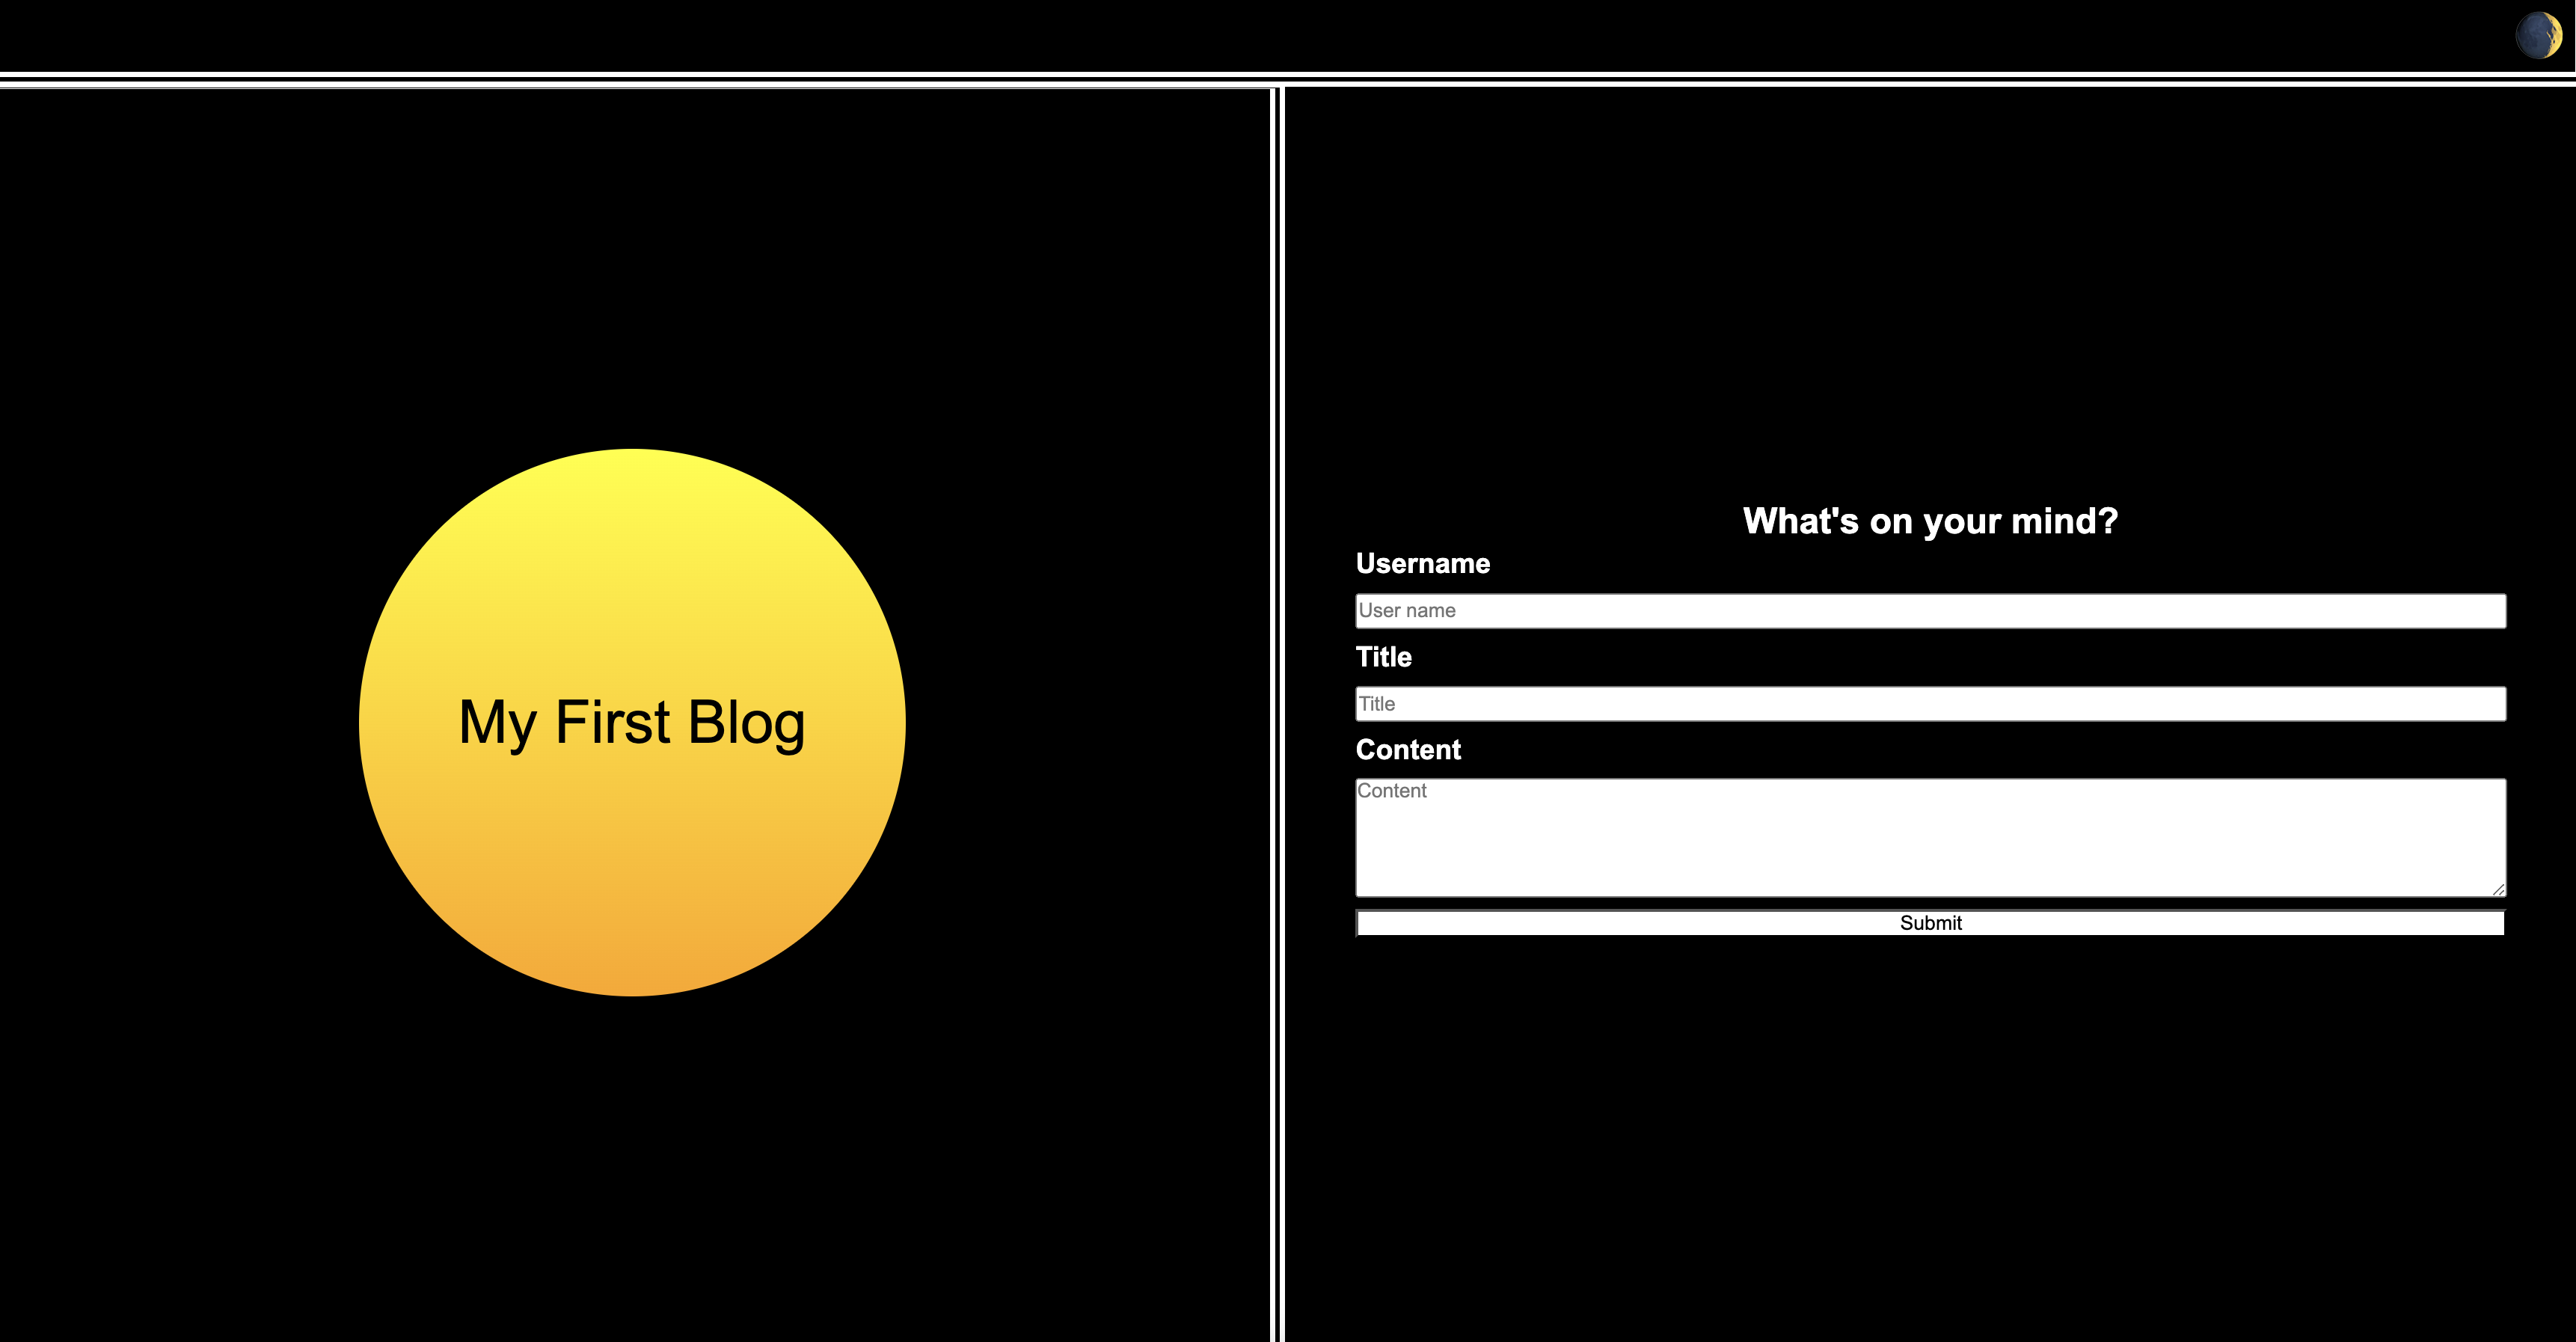 My First Blog
What's on your mind?
Username
User name
Title
Title
Content
Content
Submit